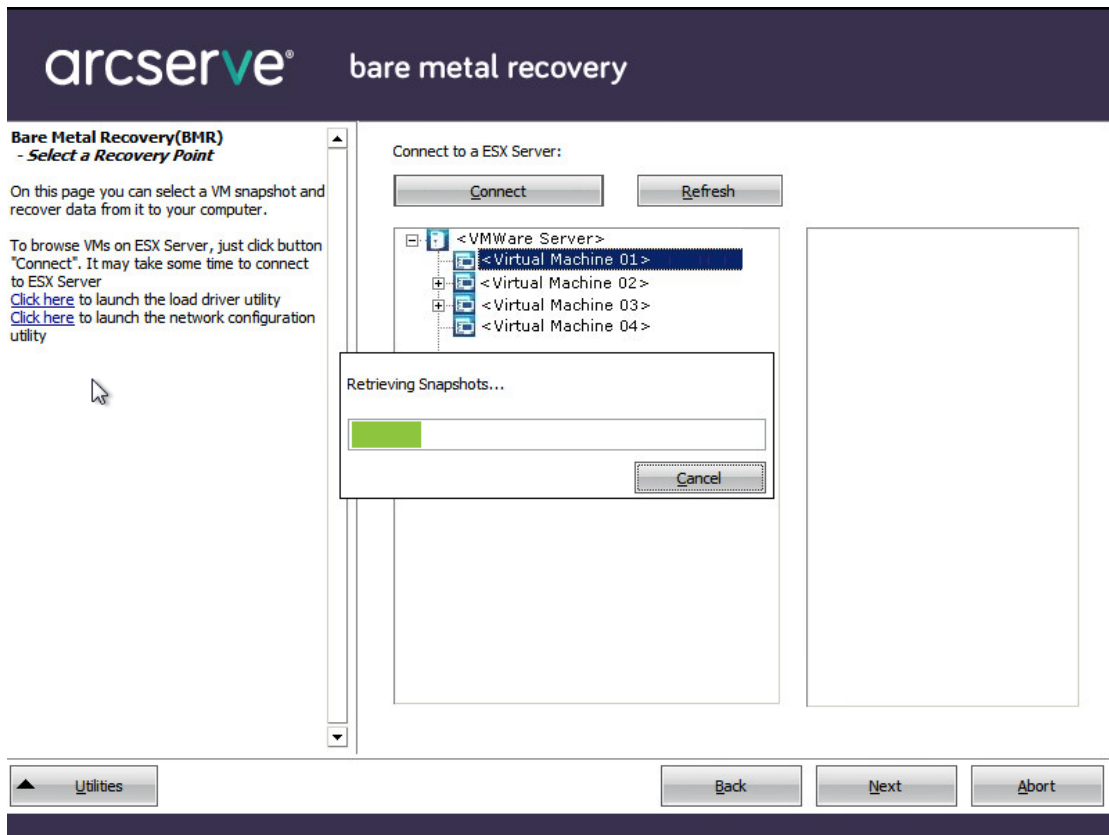 arcserve® bare metal recovery
Bare Metal Recovery(BMR)
- Select a Recovery Point
On this page you can select a VM snapshot and
recover data from it to your computer.
To browse VMs on ESX Server, just click button
"Connect". It may take some time to connect
to ESX Server
Click here to launch the load driver utility
Click here to launch the network configuration
utility
Connect to a ESX Server:
Connect Refresh
<VMWare Server>
<Virtual Machine 01>
<Virtual Machine 02>
<Virtual Machine 03>
<Virtual Machine 04>
Retrieving Snapshots...
Cancel
Utilities Back Next Abort